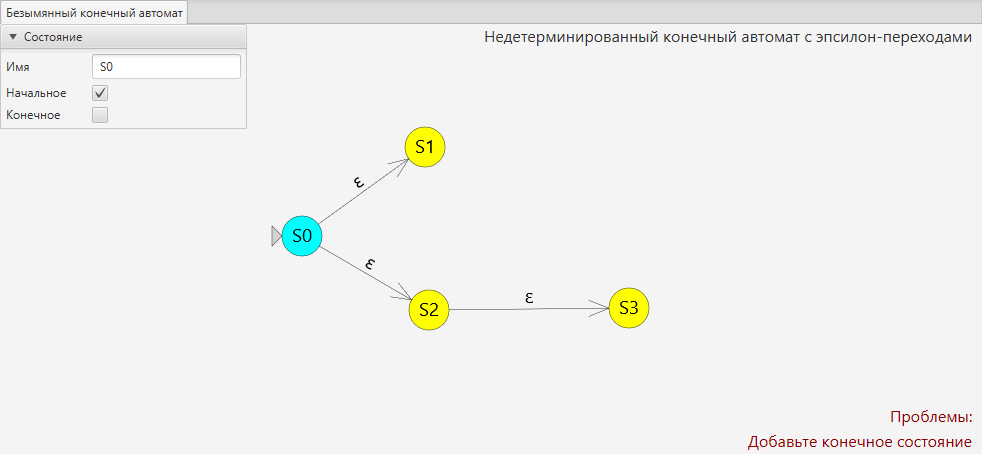 Безымянный конечный автомат
Состояние
Недетерминированный конечный автомат с эпсилон-переходами
Имя
S0
Начальное
Конечное
S1
ε
S0
ε
S2
ε
S3
Проблемы:
Добавьте конечное состояние